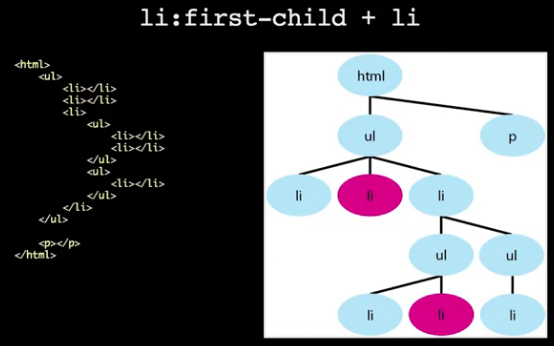 li:first-child + li
<html>
<ul>
<li></li>
<li></li>
<li>
<ul>
<li></li>
<li></li>
</ul>
<ul>
<li></li>
</ul>
</li>
</ul>
<p></p>
</html>
html
ul p
li li li
ul ul
li li li